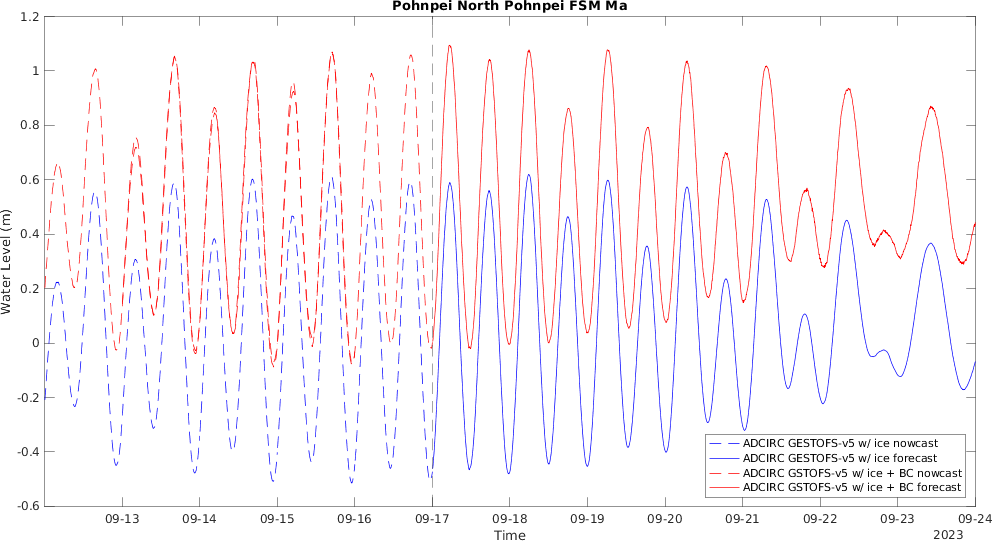 Pohnpei North Pohnpei FSM Ma
Water Level (m)
1.2
1
0.8
0.6
0.4
0.2
0
-0.2
-0.4
-0.6
ADCIRC GESTOFS-v5 w/ ice nowcast
ADCIRC GESTOFS-v5 w/ ice forecast
ADCIRC GSTOFS-v5 w/ ice + BC nowcast
ADCIRC GSTOFS-v5 w/ ice + BC forecast
09-13 09-14 09-15 09-16 09-17 09-18 09-19 09-20 09-21 09-22 09-23 09-24
Time
2023